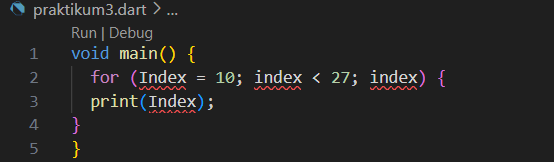 praktikum3.dart > ...
Run | Debug
1 void main() {
2   for (Index = 10; index < 27; index) {
3   print(Index);
4 }
5 }